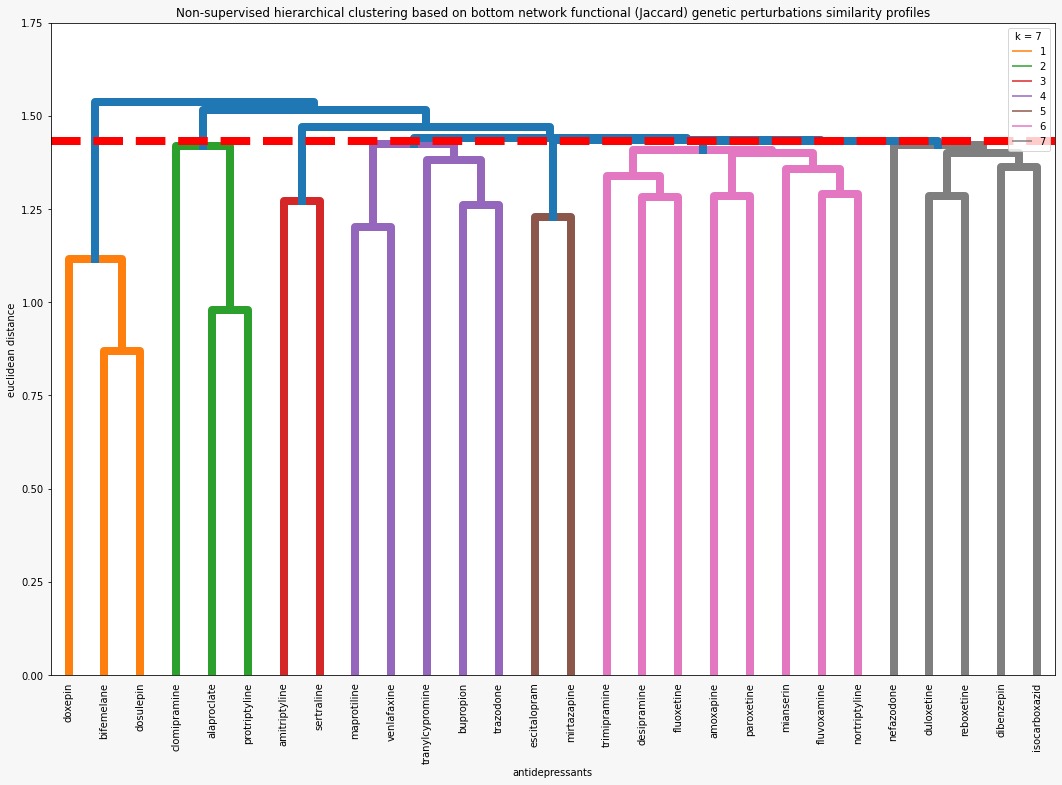 Non-supervised hierarchical clustering based on bottom network functional (Jaccard) genetic perturbations similarity profiles
k = 7
1
2
3
4
5
6
7
1.75
1.50
1.25
1.00
0.75
0.50
0.25
0.00
euclidean distance
doxepin
bifemelane
dosulepin
clomipramine
alaproclate
protriptyline
amitriptyline
sertraline
maprotiline
venlafaxine
tranylcypromine
bupropion
trazodone
escitalopram
mirtazapine
trimipramine
desipramine
fluoxetine
amoxapine
paroxetine
mianserin
fluvoxamine
nortriptyline
nefazodone
duloxetine
reboxetine
dibenzepin
isocarboxazid
antidepressants